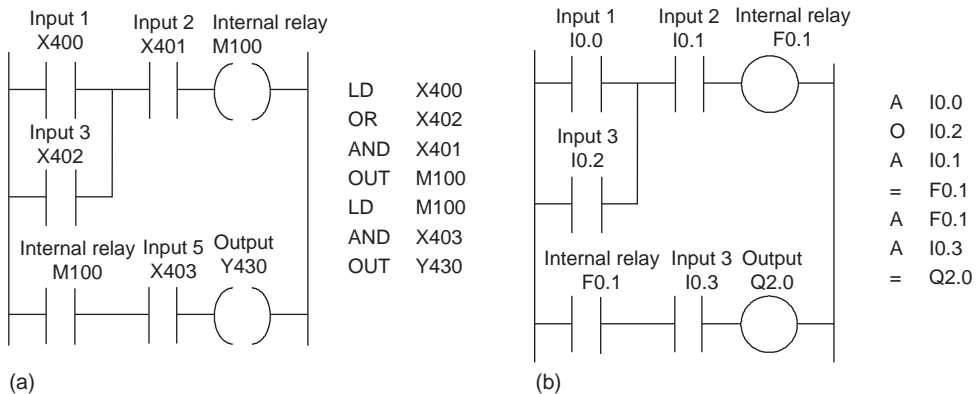 Input 1
X400
Input 2
X401
Internal relay
M100
Input 3
X402
Internal relay
M100
Input 5
X403
Output
Y430
LD X400
OR X402
AND X401
OUT M100
LD M100
AND X403
OUT Y430
(a)
Input 1
I0.0
Input 2
I0.1
Internal relay
F0.1
Input 3
I0.2
Internal relay
F0.1
Input 3
I0.3
Output
Q2.0
A I0.0
O I0.2
A I0.1
= F0.1
A F0.1
A I0.3
= Q2.0
(b)